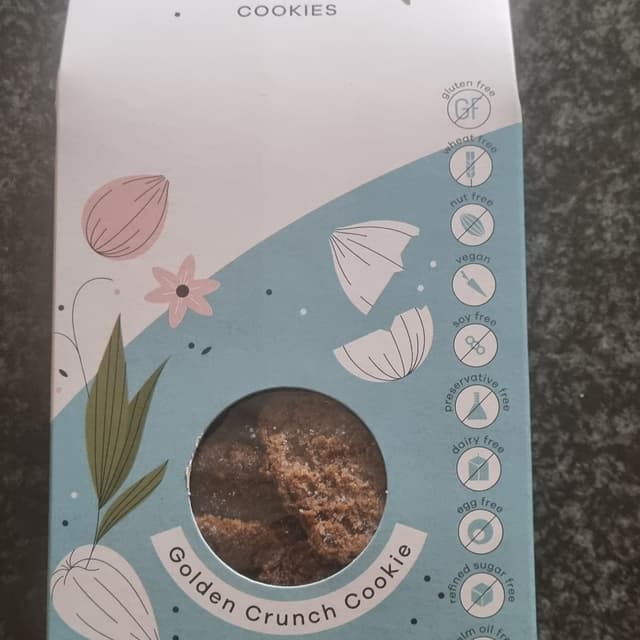 COOKIES
gluten free
GF
wheat free
nut free
vegan
soy free
preservative free
dairy free
egg free
refined sugar free
Golden Crunch Cookie